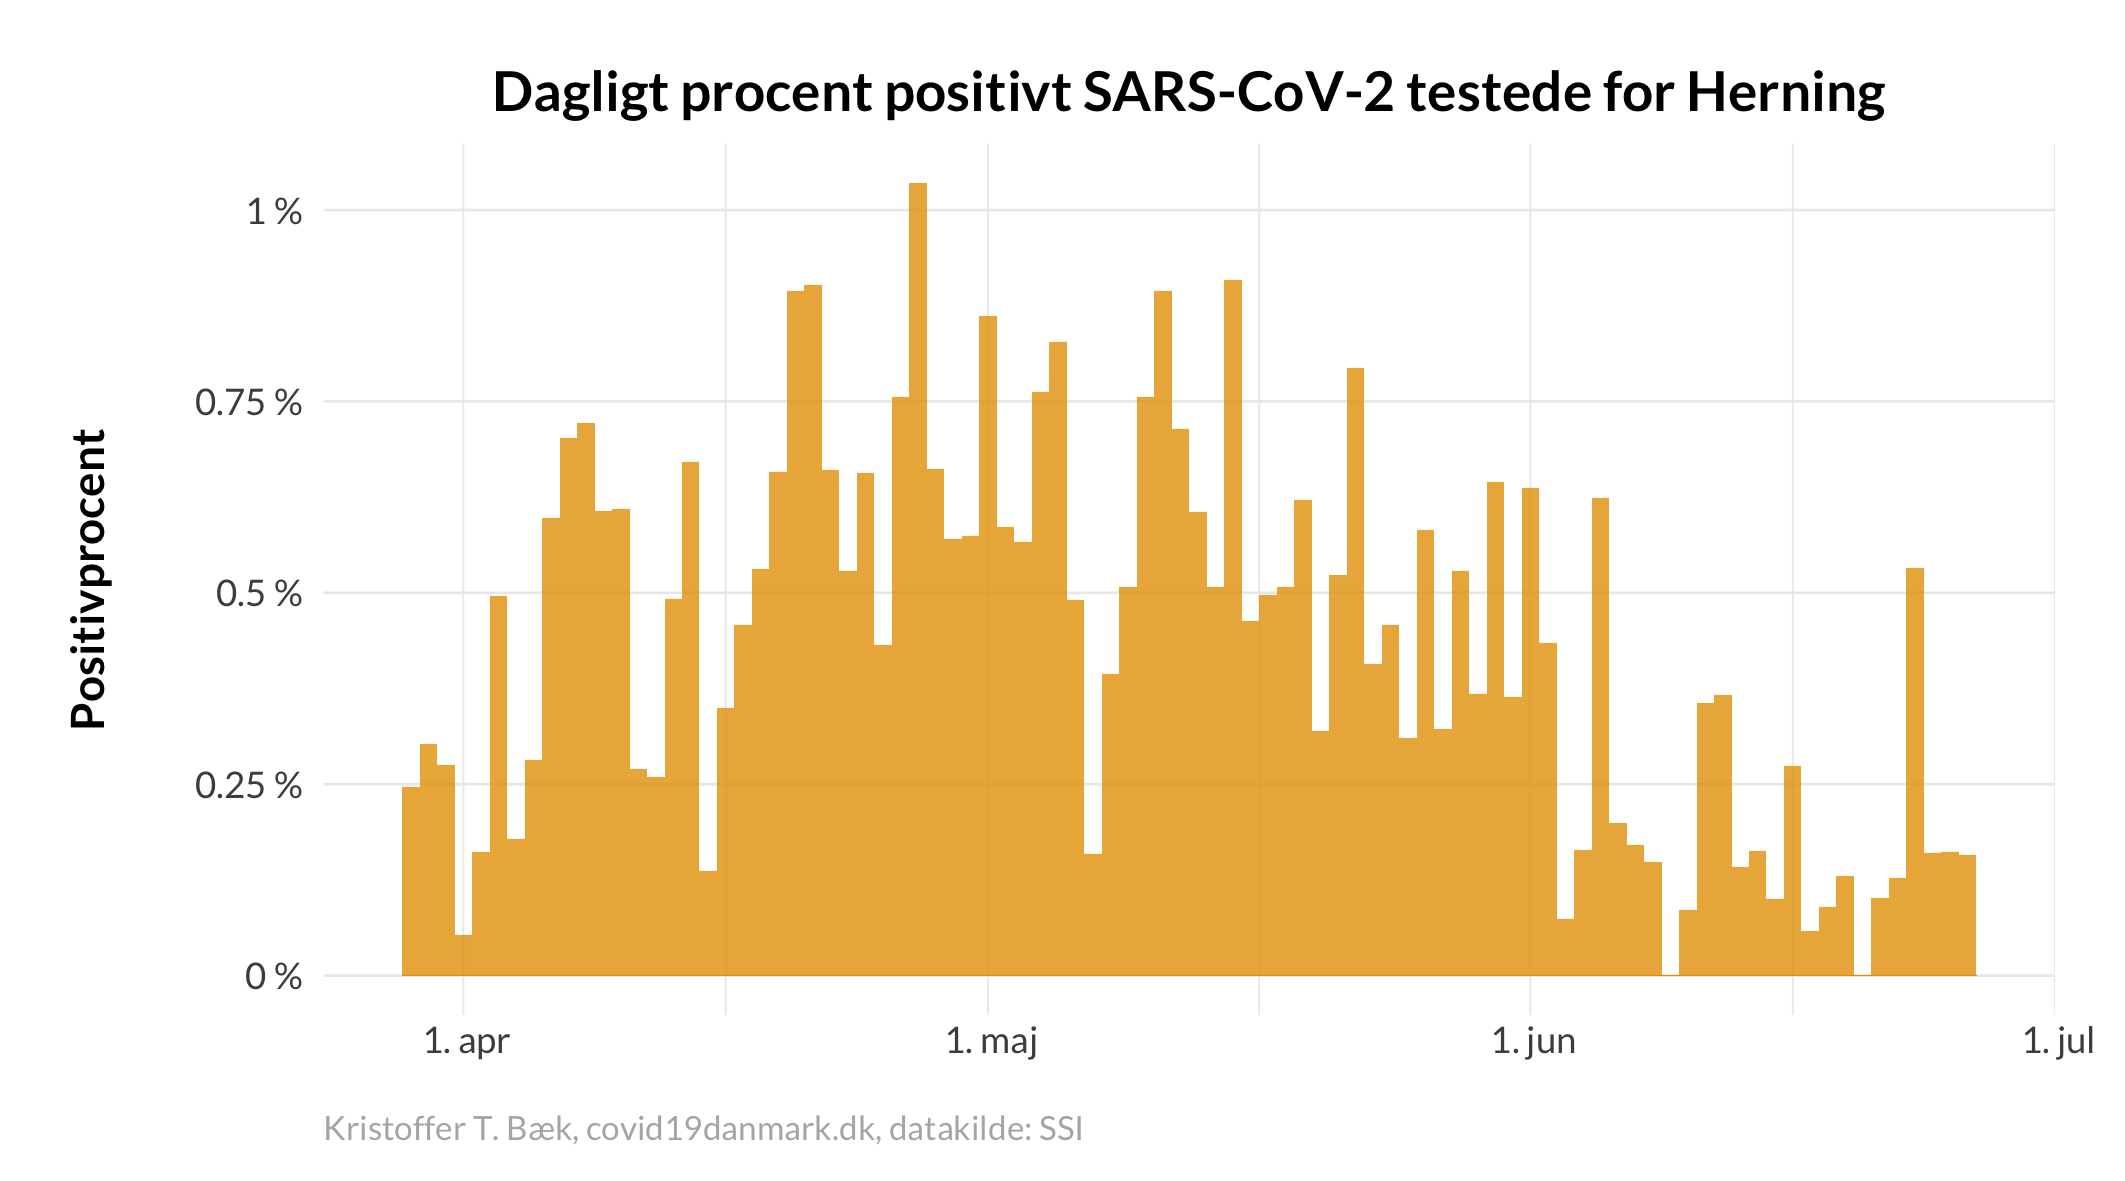 Dagligt procent positivt SARS-CoV-2 testede for Herning
Positivprocent
1 %
0.75 %
0.5 %
0.25 %
0 %
1. apr
1. maj
1. jun
1. jul
Kristoffer T. Bæk, covid19danmark.dk, datakilde: SSI